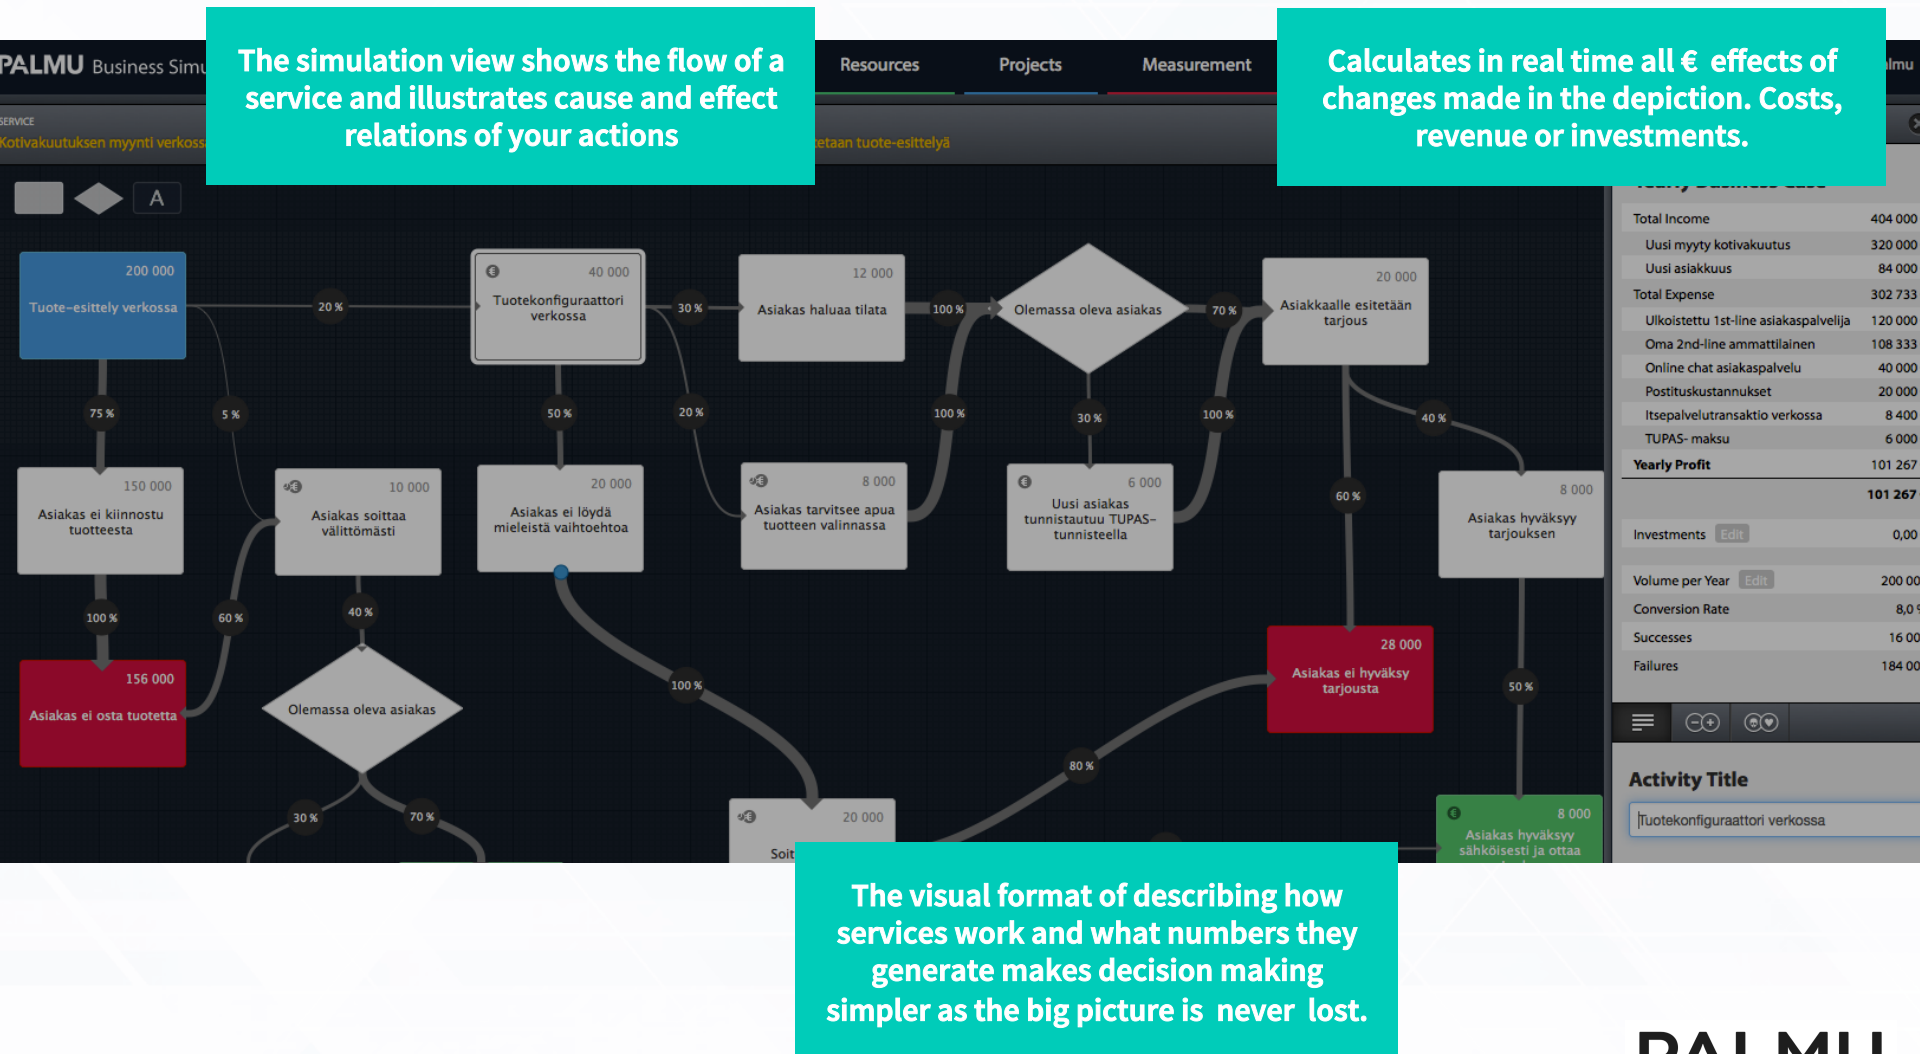 The simulation view shows the flow of a
service and illustrates cause and effect
relations of your actions
Calculates in real time all € effects of
changes made in the depiction. Costs,
revenue or investments.
PALMU Business
Resources
Projects
Measurement
SERVICE
Kotivakuutuksen myynti
tuote-esittelyä
A
200 000
Tuote-esittely verkossa
20 %
40 000
Tuotekonfiguraattori
verkossa
30 %
12 000
Asiakas haluaa tilata
100 %
Olemassa oleva asiakas
70 %
20 000
Asiakkaalle esitetään
tarjous
75 %
5 %
50 %
20 %
100 %
30 %
100 %
40 %
150 000
Asiakas ei kiinnostu
tuotteesta
10 000
Asiakas soittaa
välittömästi
20 000
Asiakas ei löydä
mieleistä vaihtoehtoa
8 000
Asiakas tarvitsee apua
tuotteen valinnassa
6 000
Uusi asiakas
tunnistautuu TUPAS-
tunnisteella
60 %
8 000
Asiakas hyväksyy
tarjouksen
100 %
60 %
40 %
156 000
Asiakas ei osta tuotetta
Olemassa oleva asiakas
100 %
28 000
Asiakas ei hyväksy
tarjousta
50 %
80 %
30 %
70 %
20 000
8 000
Asiakas hyväksyy
sähköisesti ja ottaa
Total Income 404 000
Uusi myyty kotivakuutus 320 000
Uusi asiakkuus 84 000
Total Expense 302 733
Ulkoistettu 1st-line asiakaspalvelija 120 000
Oma 2nd-line ammattilainen 108 333
Online chat asiakaspalvelu 40 000
Postituskustannukset 20 000
Itsepalvelutransaktio verkossa 8 400
TUPAS- maksu 6 000
Yearly Profit 101 267
101 267
Investments Edit 0,00
Volume per Year Edit
Conversion Rate 8,0
Successes
Failures
Activity Title
Tuotekonfiguraattori verkossa
The visual format of describing how
services work and what numbers they
generate makes decision making
simpler as the big picture is never lost.
PALMU